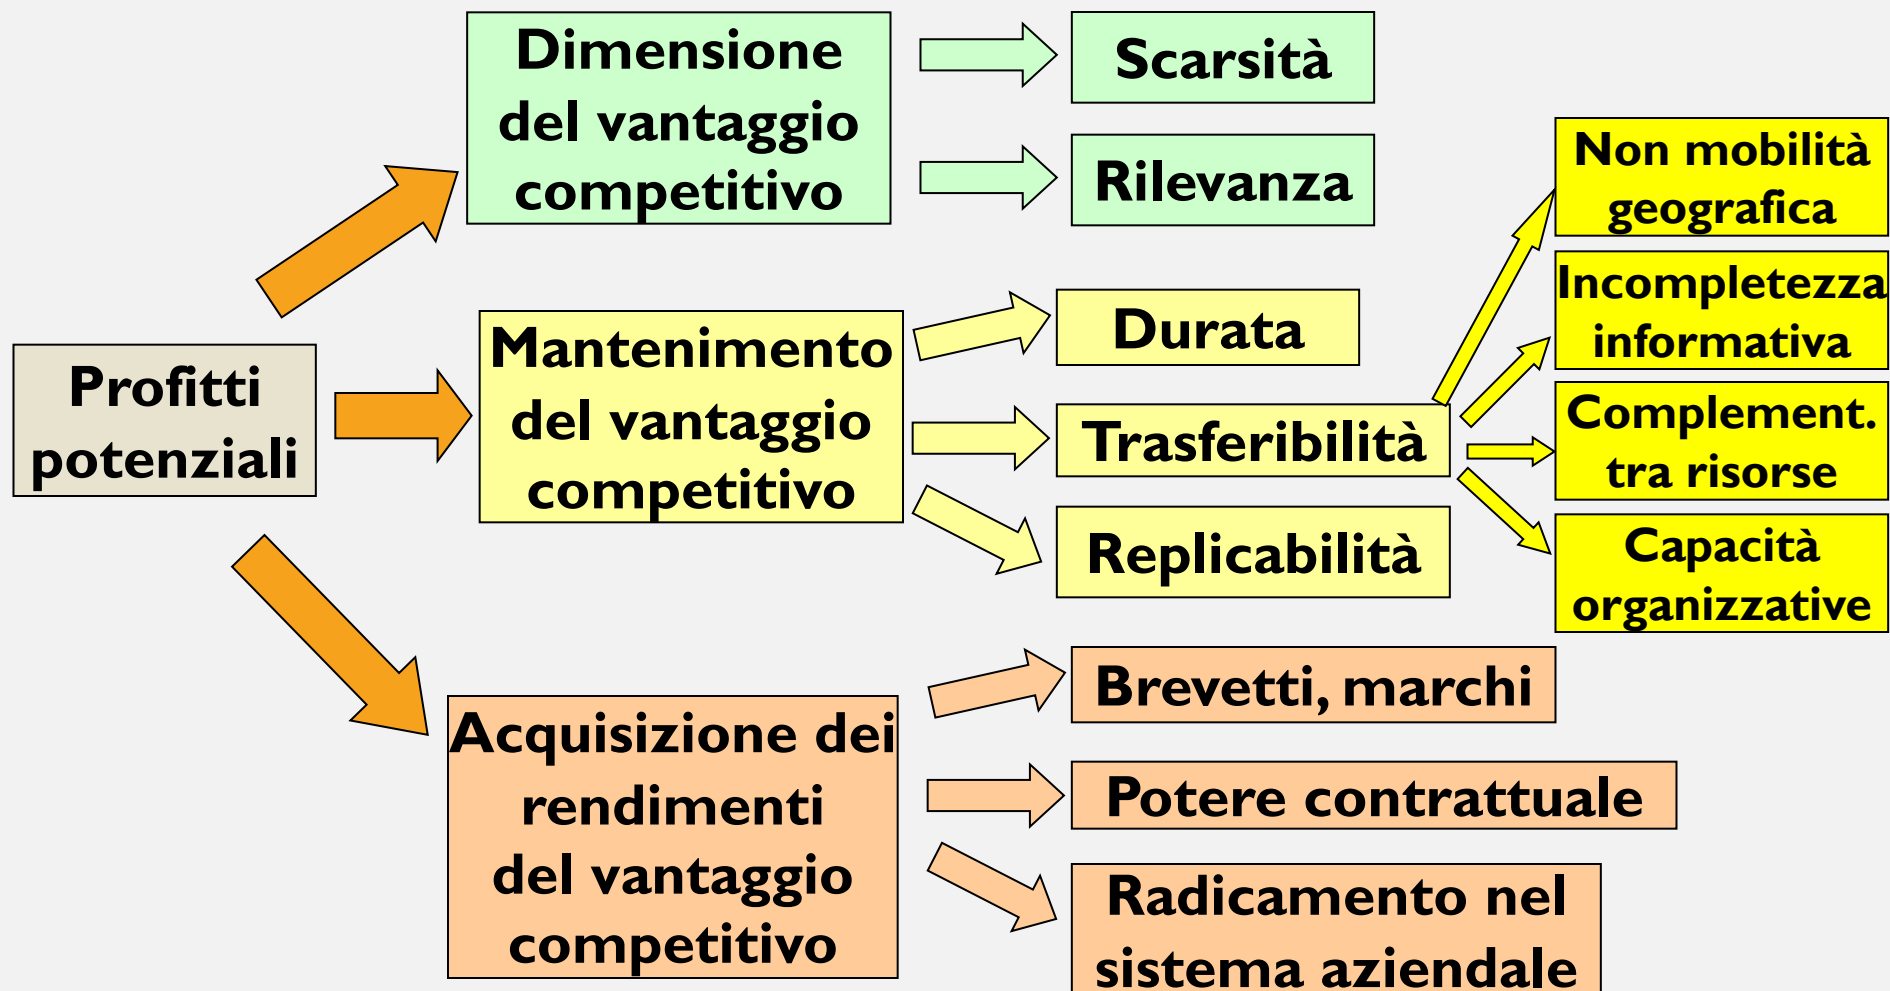 Profitti
potenziali
Dimensione
del vantaggio
competitivo
Scarsità
Rilevanza
Mantenimento
del vantaggio
competitivo
Durata
Trasferibilità
Replicabilità
Non mobilità
geografica
Incompletezza
informativa
Complement.
tra risorse
Capacità
organizzative
Acquisizione dei
rendimenti
del vantaggio
competitivo
Brevetti, marchi
Potere contrattuale
Radicamento nel
sistema aziendale